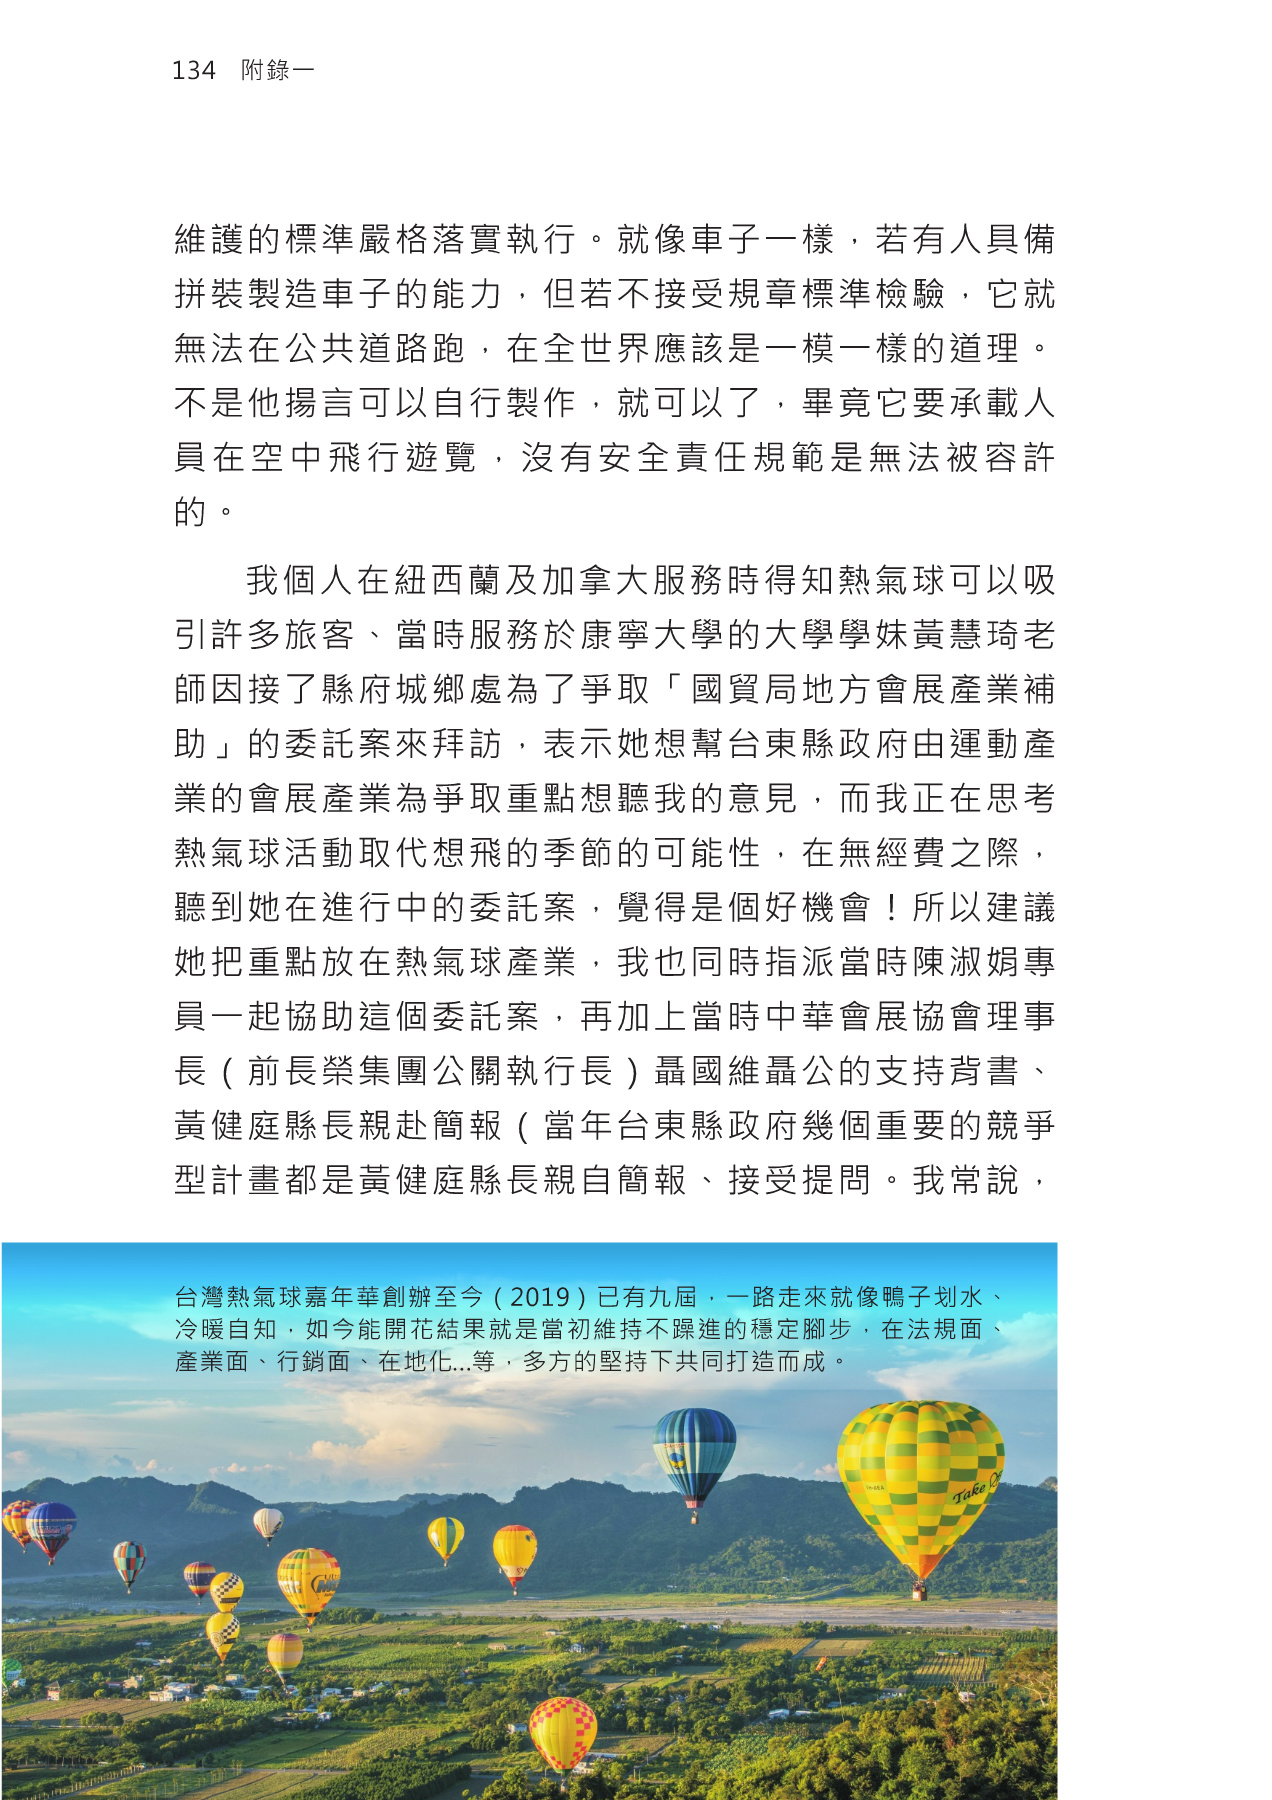 134 附錄一
維護的標準嚴格落實執行。就像車子一樣，若有人具備
拼裝製造車子的能力，但若不接受規章標準檢驗，它就
無法在公共道路跑，在全世界應該是一模一樣的道理。
不是他揚言可以自行製作，就可以了，畢竟它要承載人
員在空中飛行遊覽，沒有安全責任規範是無法被容許
的。
我個人在紐西蘭及加拿大服務時得知熱氣球可以吸
引許多旅客、當時服務於康寧大學的大學學妹黃慧琦老
師因接了縣府城鄉處為了爭取「國貿局地方會展產業補
助」的委託案來拜訪，表示她想幫台東縣政府由運動產
業的會展產業為爭取重點想聽我的意見，而我正在思考
熱氣球活動取代想飛的季節的可能性，在無經費之際，
聽到她在進行中的委託案，覺得是個好機會！所以建議
她把重點放在熱氣球產業，我也同時指派當時陳淑娟專
員一起協助這個委託案，再加上當時中華會展協會理事
長（前長榮集團公關執行長）聶國維聶公的支持背書、
黃健庭縣長親赴簡報（當年台東縣政府幾個重要的競爭
型計畫都是黃健庭縣長親自簡報、接受提問。我常說，
台灣熱氣球嘉年華創辦至今（2019）已有九屆，一路走來就像鴨子划水、
冷暖自知，如今能開花結果就是當初維持不躁進的穩定腳步，在法規面、
產業面、行銷面、在地化...等，多方的堅持下共同打造而成。
Take